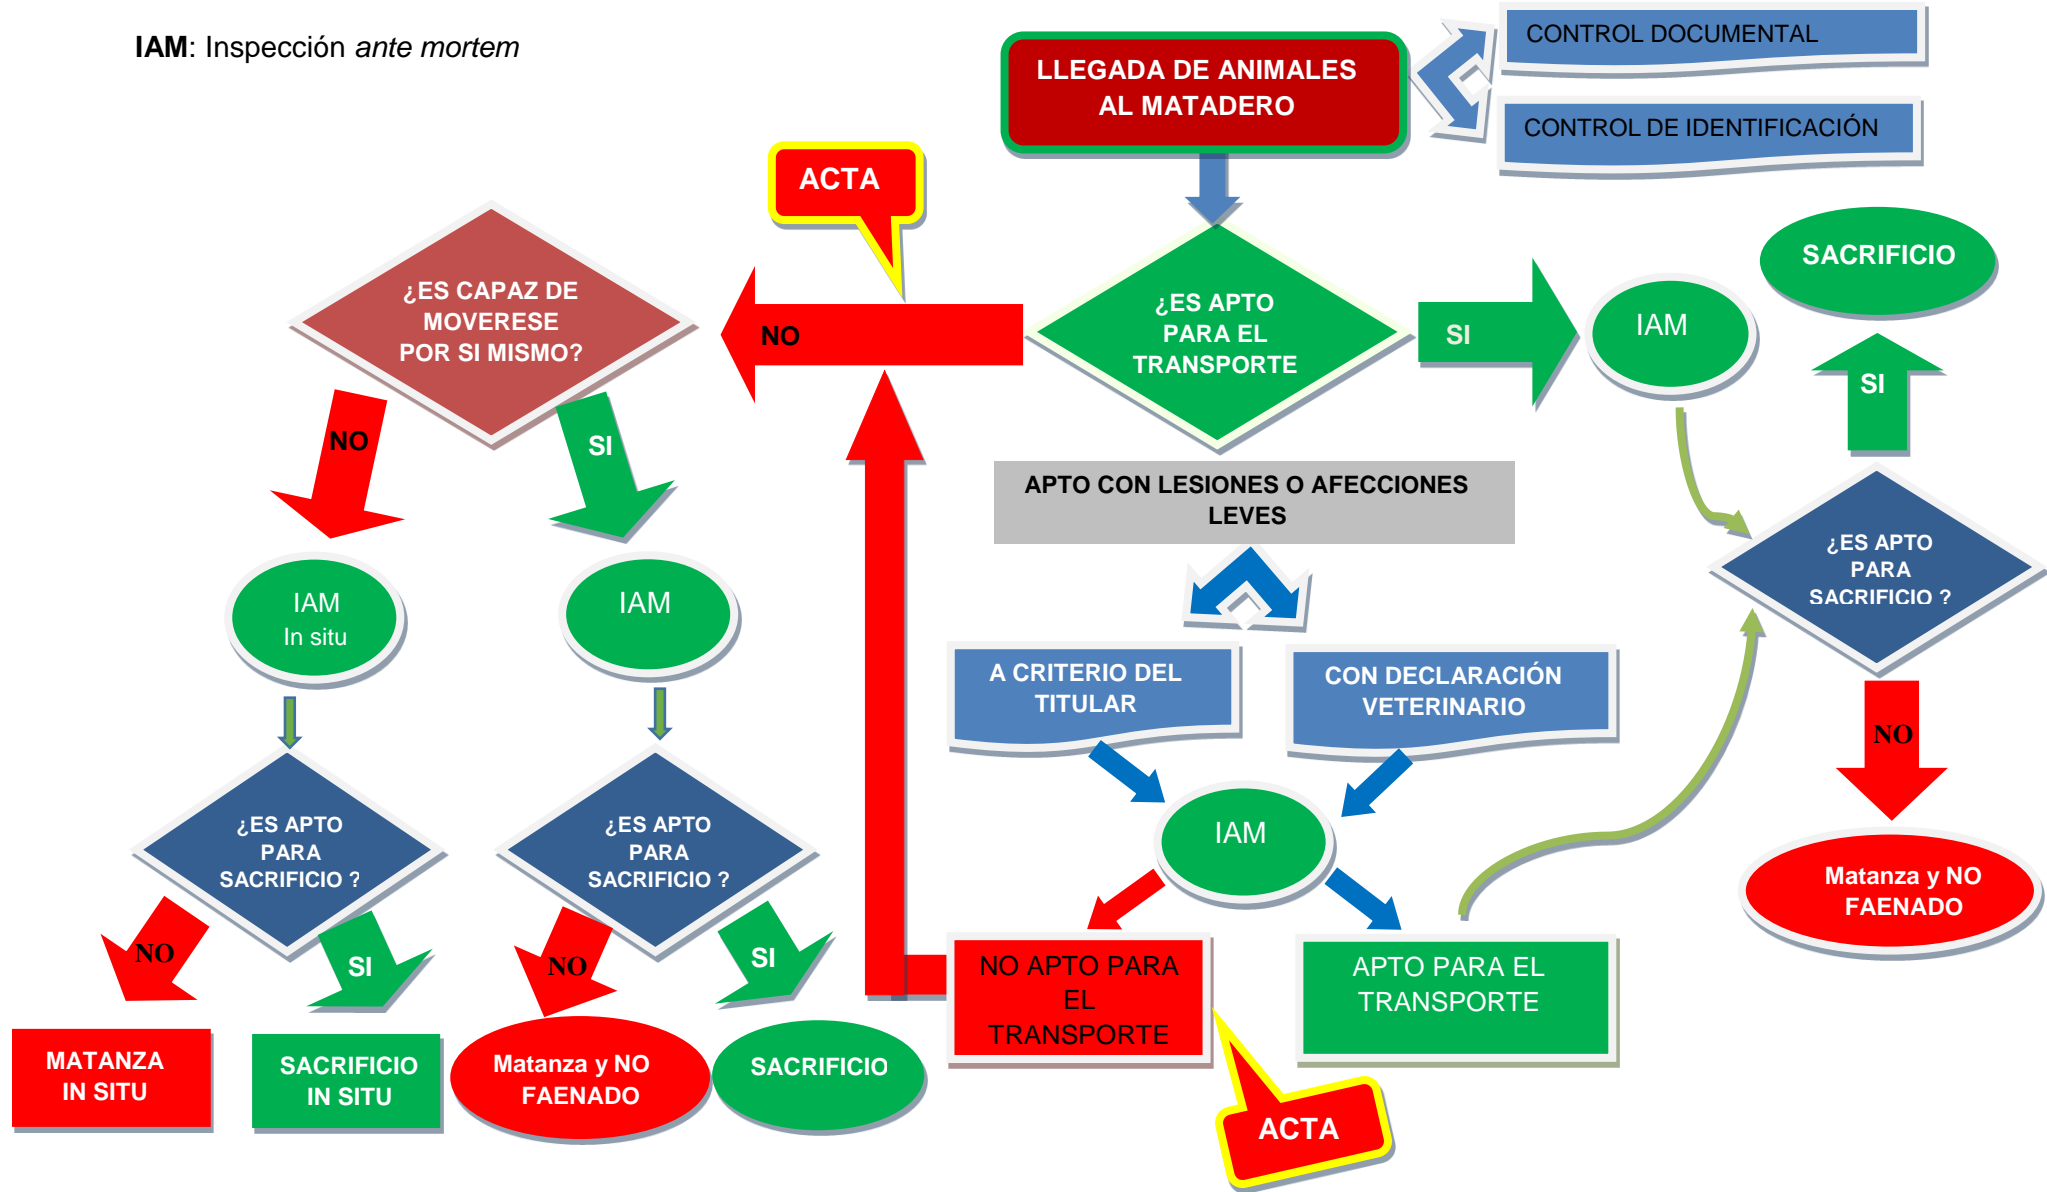 IAM: Inspección ante mortem
LLEGADA DE ANIMALES
AL MATADERO
CONTROL DOCUMENTAL
CONTROL DE IDENTIFICACIÓN
ACTA
¿ES CAPAZ DE
MOVERESE
POR SI MISMO?
NO
¿ES APTO
PARA EL
TRANSPORTE
SI
IAM
SACRIFICIO
SI
NO
SI
APTO CON LESIONES O AFECCIONES
LEVES
¿ES APTO
PARA
SACRIFICIO ?
IAM
In situ
IAM
A CRITERIO DEL
TITULAR
CON DECLARACIÓN
VETERINARIO
NO
¿ES APTO
PARA
SACRIFICIO ?
¿ES APTO
PARA
SACRIFICIO ?
IAM
Matanza y NO
FAENADO
NO
SI
NO
SI
NO APTO PARA
EL
TRANSPORTE
APTO PARA EL
TRANSPORTE
MATANZA
IN SITU
SACRIFICIO
IN SITU
Matanza y NO
FAENADO
SACRIFICIO
ACTA